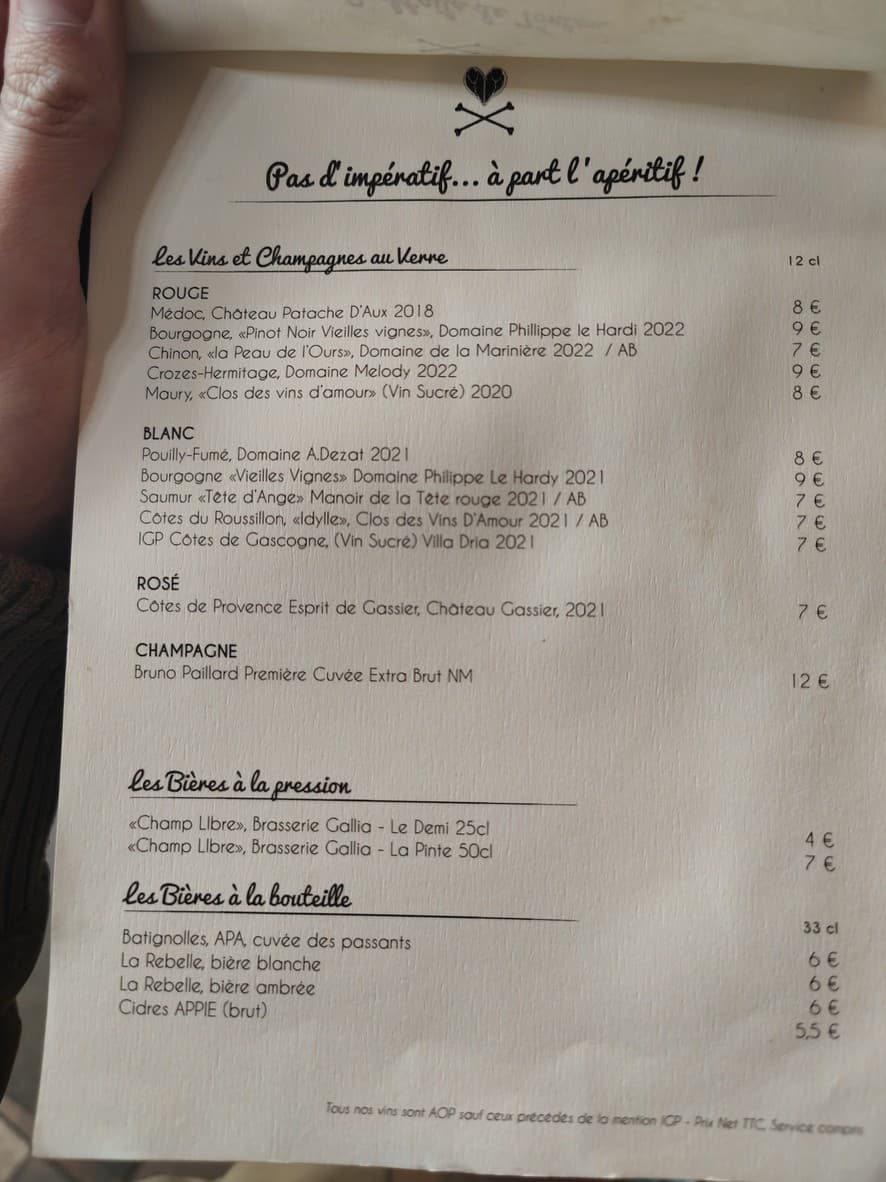 Pas d'impératif... à part l'apéritif !
Les Vins et Champagnes au Verre 12 cl
ROUGE
Médoc, Château Patache D'Aux 2018 8 €
Bourgogne, «Pinot Noir Vieilles vignes», Domaine Phillippe le Hardi 2022 9 €
Chinon, «la Peau de l'Ours», Domaine de la Marinière 2022 / AB 7 €
Crozes-Hermitage, Domaine Melody 2022 9 €
Maury, «Clos des vins d'amour» (Vin Sucré) 2020 8 €
BLANC
Pouilly-Fumé, Domaine A.Dezat 2021 8 €
Bourgogne «Vieilles Vignes» Domaine Philippe Le Hardy 2021 9 €
Saumur «Tête d'Ange» Manoir de la Tête rouge 2021 / AB 7 €
Côtes du Roussillon, «Idylle», Clos des Vins D'Amour 2021 / AB 7 €
IGP Côtes de Gascogne, (Vin Sucré) Villa Dria 2021 7 €
ROSÉ
Côtes de Provence Esprit de Gassier, Château Gassier, 2021 7 €
CHAMPAGNE
Bruno Paillard Première Cuvée Extra Brut NM 12 €
Les Bières à la pression
«Champ LIbre», Brasserie Gallia - Le Demi 25cl 4 €
«Champ LIbre», Brasserie Gallia - La Pinte 50cl 7 €
Les Bières à la bouteille 33 cl
Batignolles, APA, cuvée des passants 6 €
La Rebelle, bière blanche 6 €
La Rebelle, bière ambrée 6 €
Cidres APPIE (brut) 5,5 €
Tous nos vins sont AOP sauf ceux précédés de la mention IGP - Prix Net TTC, Service compris